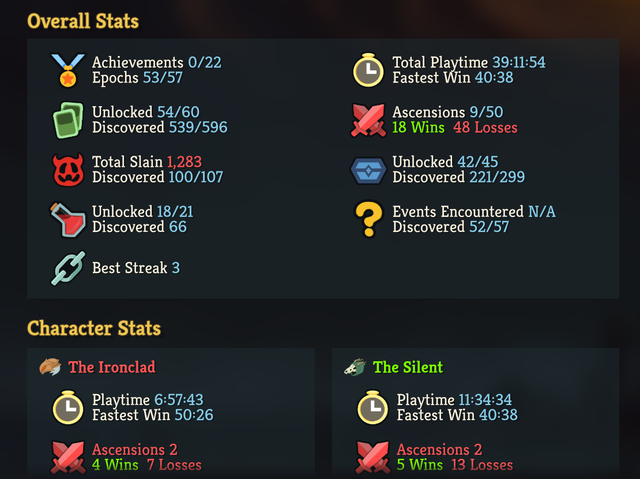 Overall Stats
Achievements 0/22
Epochs 53/57
Total Playtime 39:11:54
Fastest Win 40:38
Unlocked 54/60
Discovered 539/596
Ascensions 9/50
18 Wins 48 Losses
Total Slain 1,283
Discovered 100/107
Unlocked 42/45
Discovered 221/299
Unlocked 18/21
Discovered 66
Events Encountered N/A
Discovered 52/57
Best Streak 3
Character Stats
The Ironclad
Playtime 6:57:43
Fastest Win 50:26
Ascensions 2
4 Wins 7 Losses
The Silent
Playtime 11:34:34
Fastest Win 40:38
Ascensions 2
5 Wins 13 Losses